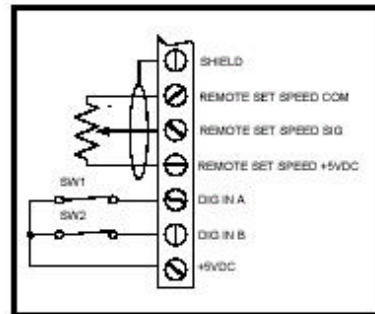 SHIELD
REMOTE SET SPEED COM
REMOTE SET SPEED SIG
REMOTE SET SPEED +5VDC
SW1
DIG IN A
SW2
DIG IN B
+5VDC